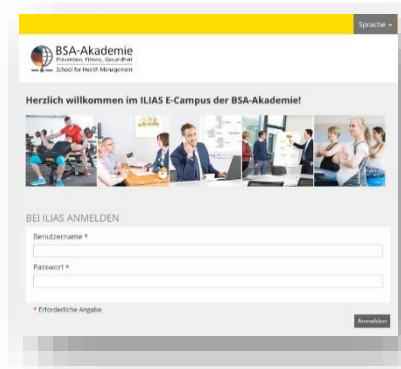 Sprache
BSA-Akademie
Prävention, Fitness, Gesundheit
School for Health Management
Herzlich willkommen im ILIAS E-Campus der BSA-Akademie!
BEI ILIAS ANMELDEN
Benutzername *
Passwort *
* Erforderliche Angabe
Anmelden